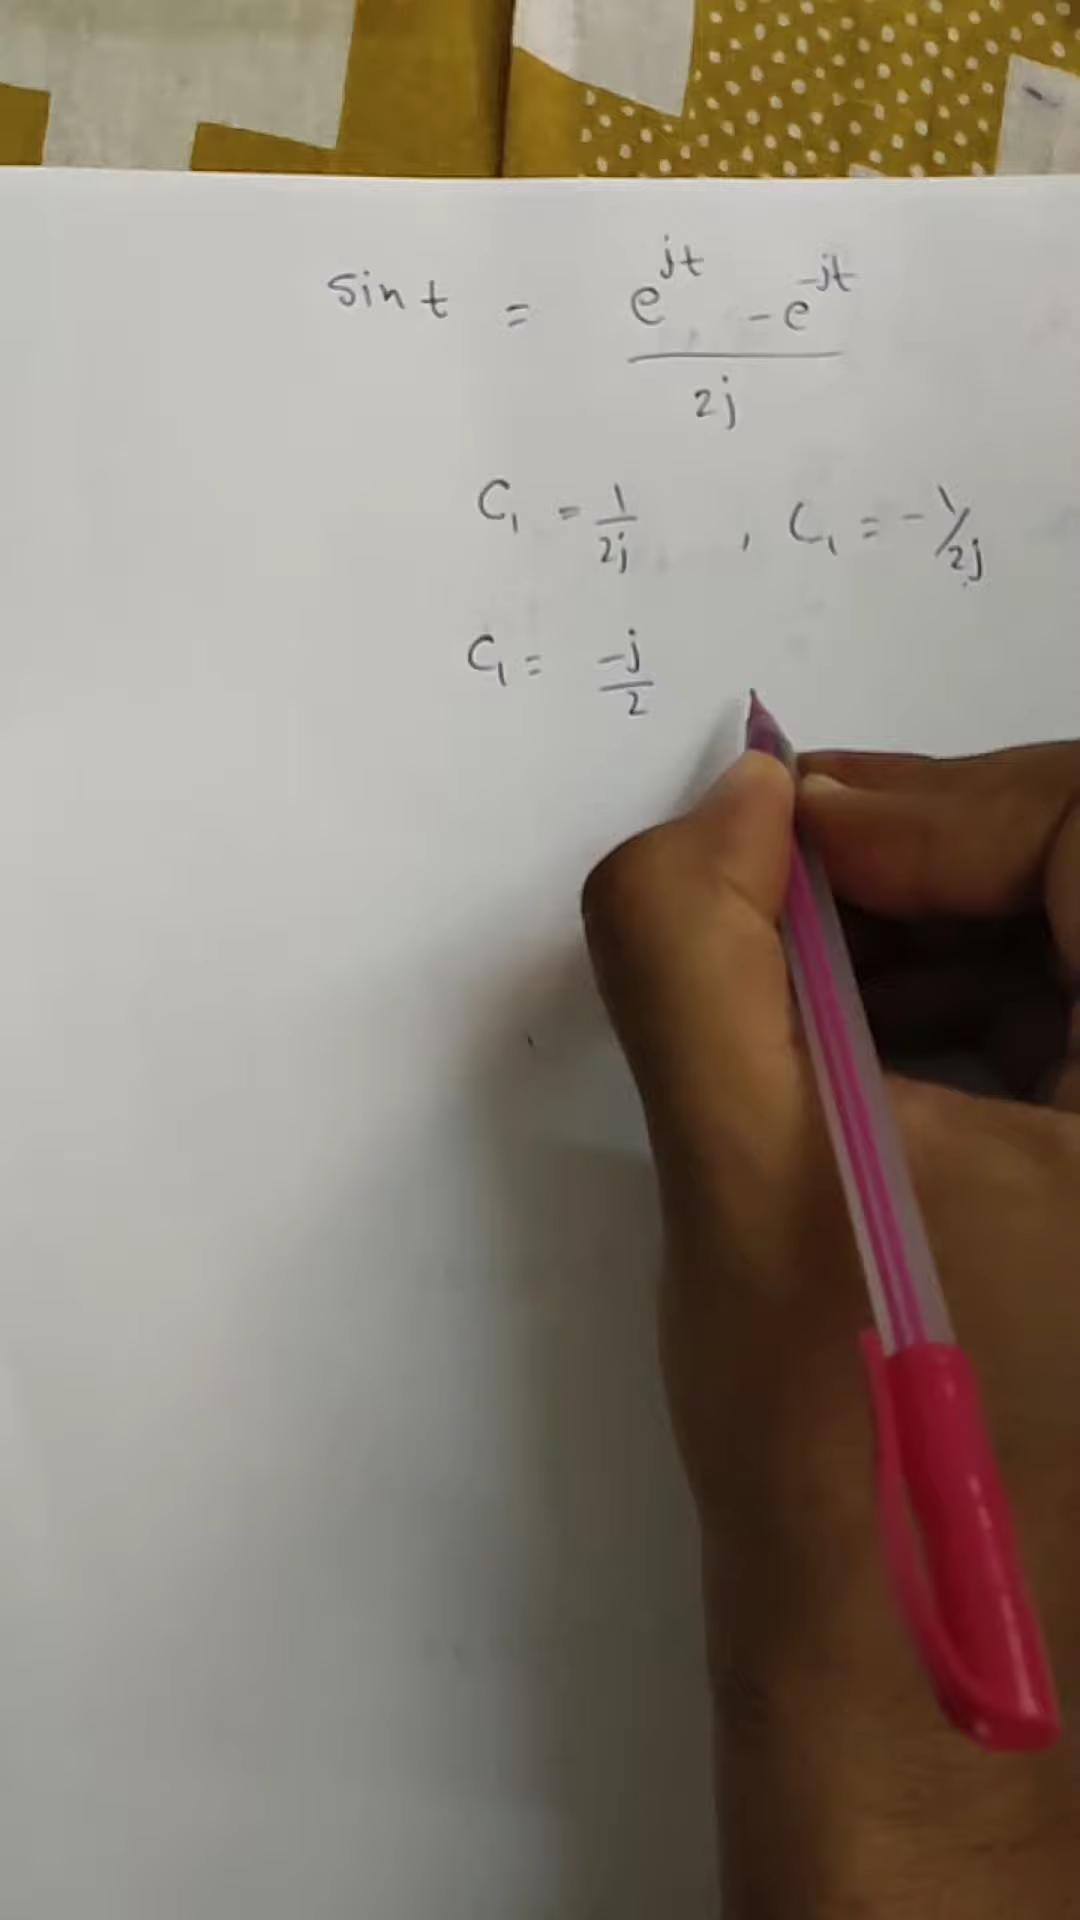 sin t = e^jt - e^-jt / 2j
C₁ = 1/2j , C₁ = -1/2j
C₁ = -j/2